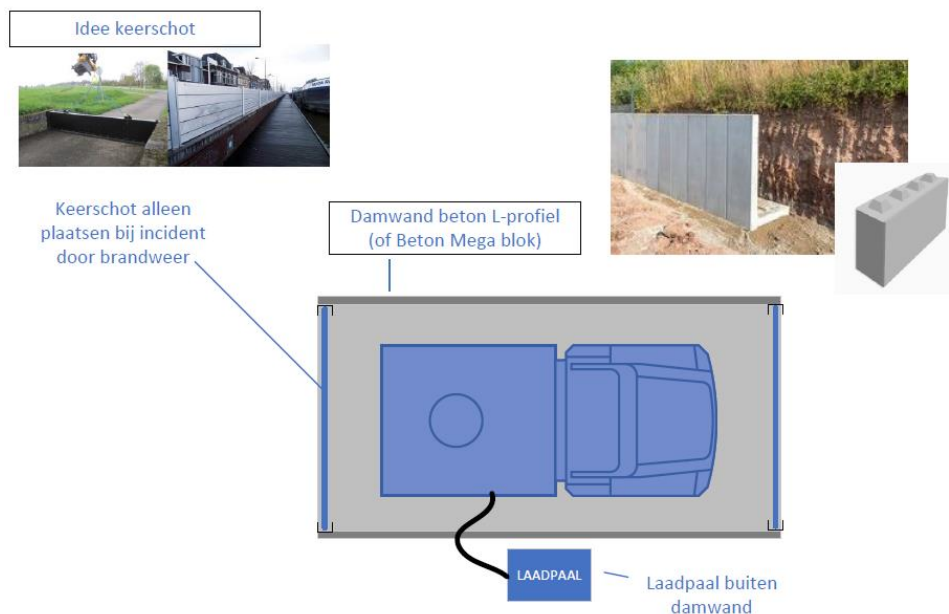 Idee keerschot
Keerschot alleen
plaatsen bij incident
door brandweer
Damwand beton L-profiel
(of Beton Mega blok)
LAADPAAL
Laadpaal buiten
damwand